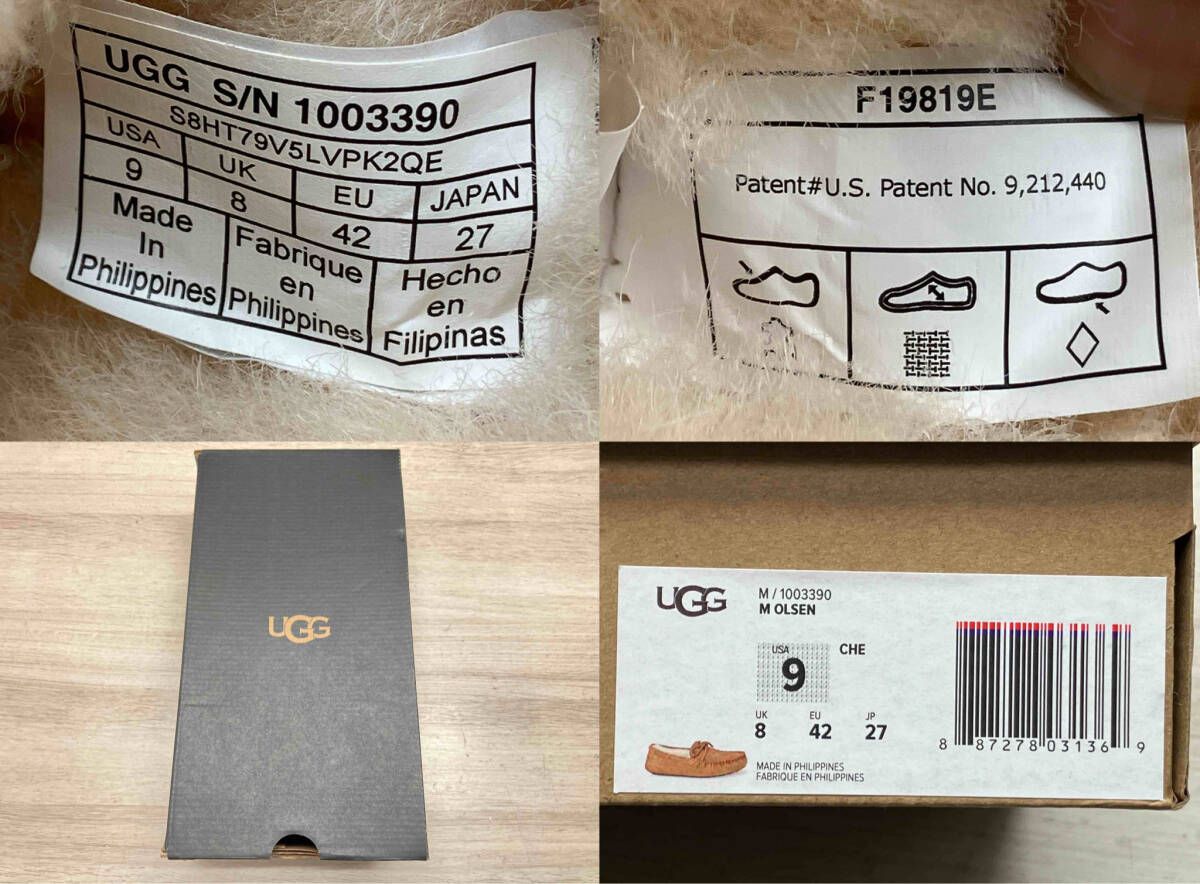 UGG S/N 1003390
S8HT79V5LVPK2QE
USA UK EU JAPAN
9 8 42 27
Made
In
Philippines
Fabrique
en
Philippines
Hecho
en
Filipinas
F19819E
Patent#U.S. Patent No. 9,212,440
UGG
UGG
M / 1003390
M OLSEN
USA
9
CHE
UK EU JP
8 42 27
MADE IN PHILIPPINES
FABRIQUE EN PHILIPPINES
8 87278 03136 9